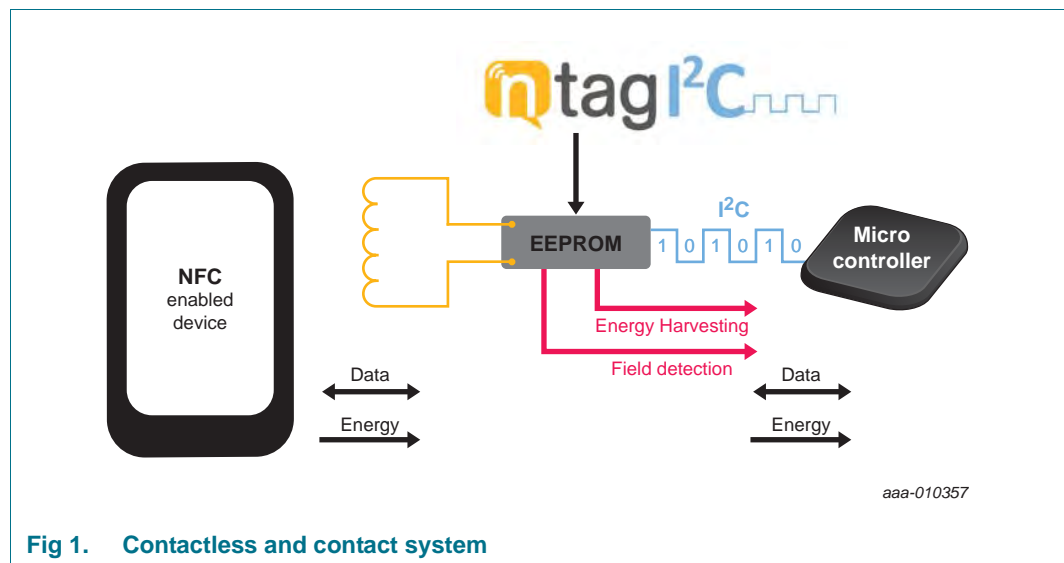 ntag I²C
I²C
EEPROM
1 0 1 0 1 0
Micro
controller
NFC
enabled
device
Energy Harvesting
Field detection
Data
Energy
Data
Energy
aaa-010357
Fig 1. Contactless and contact system